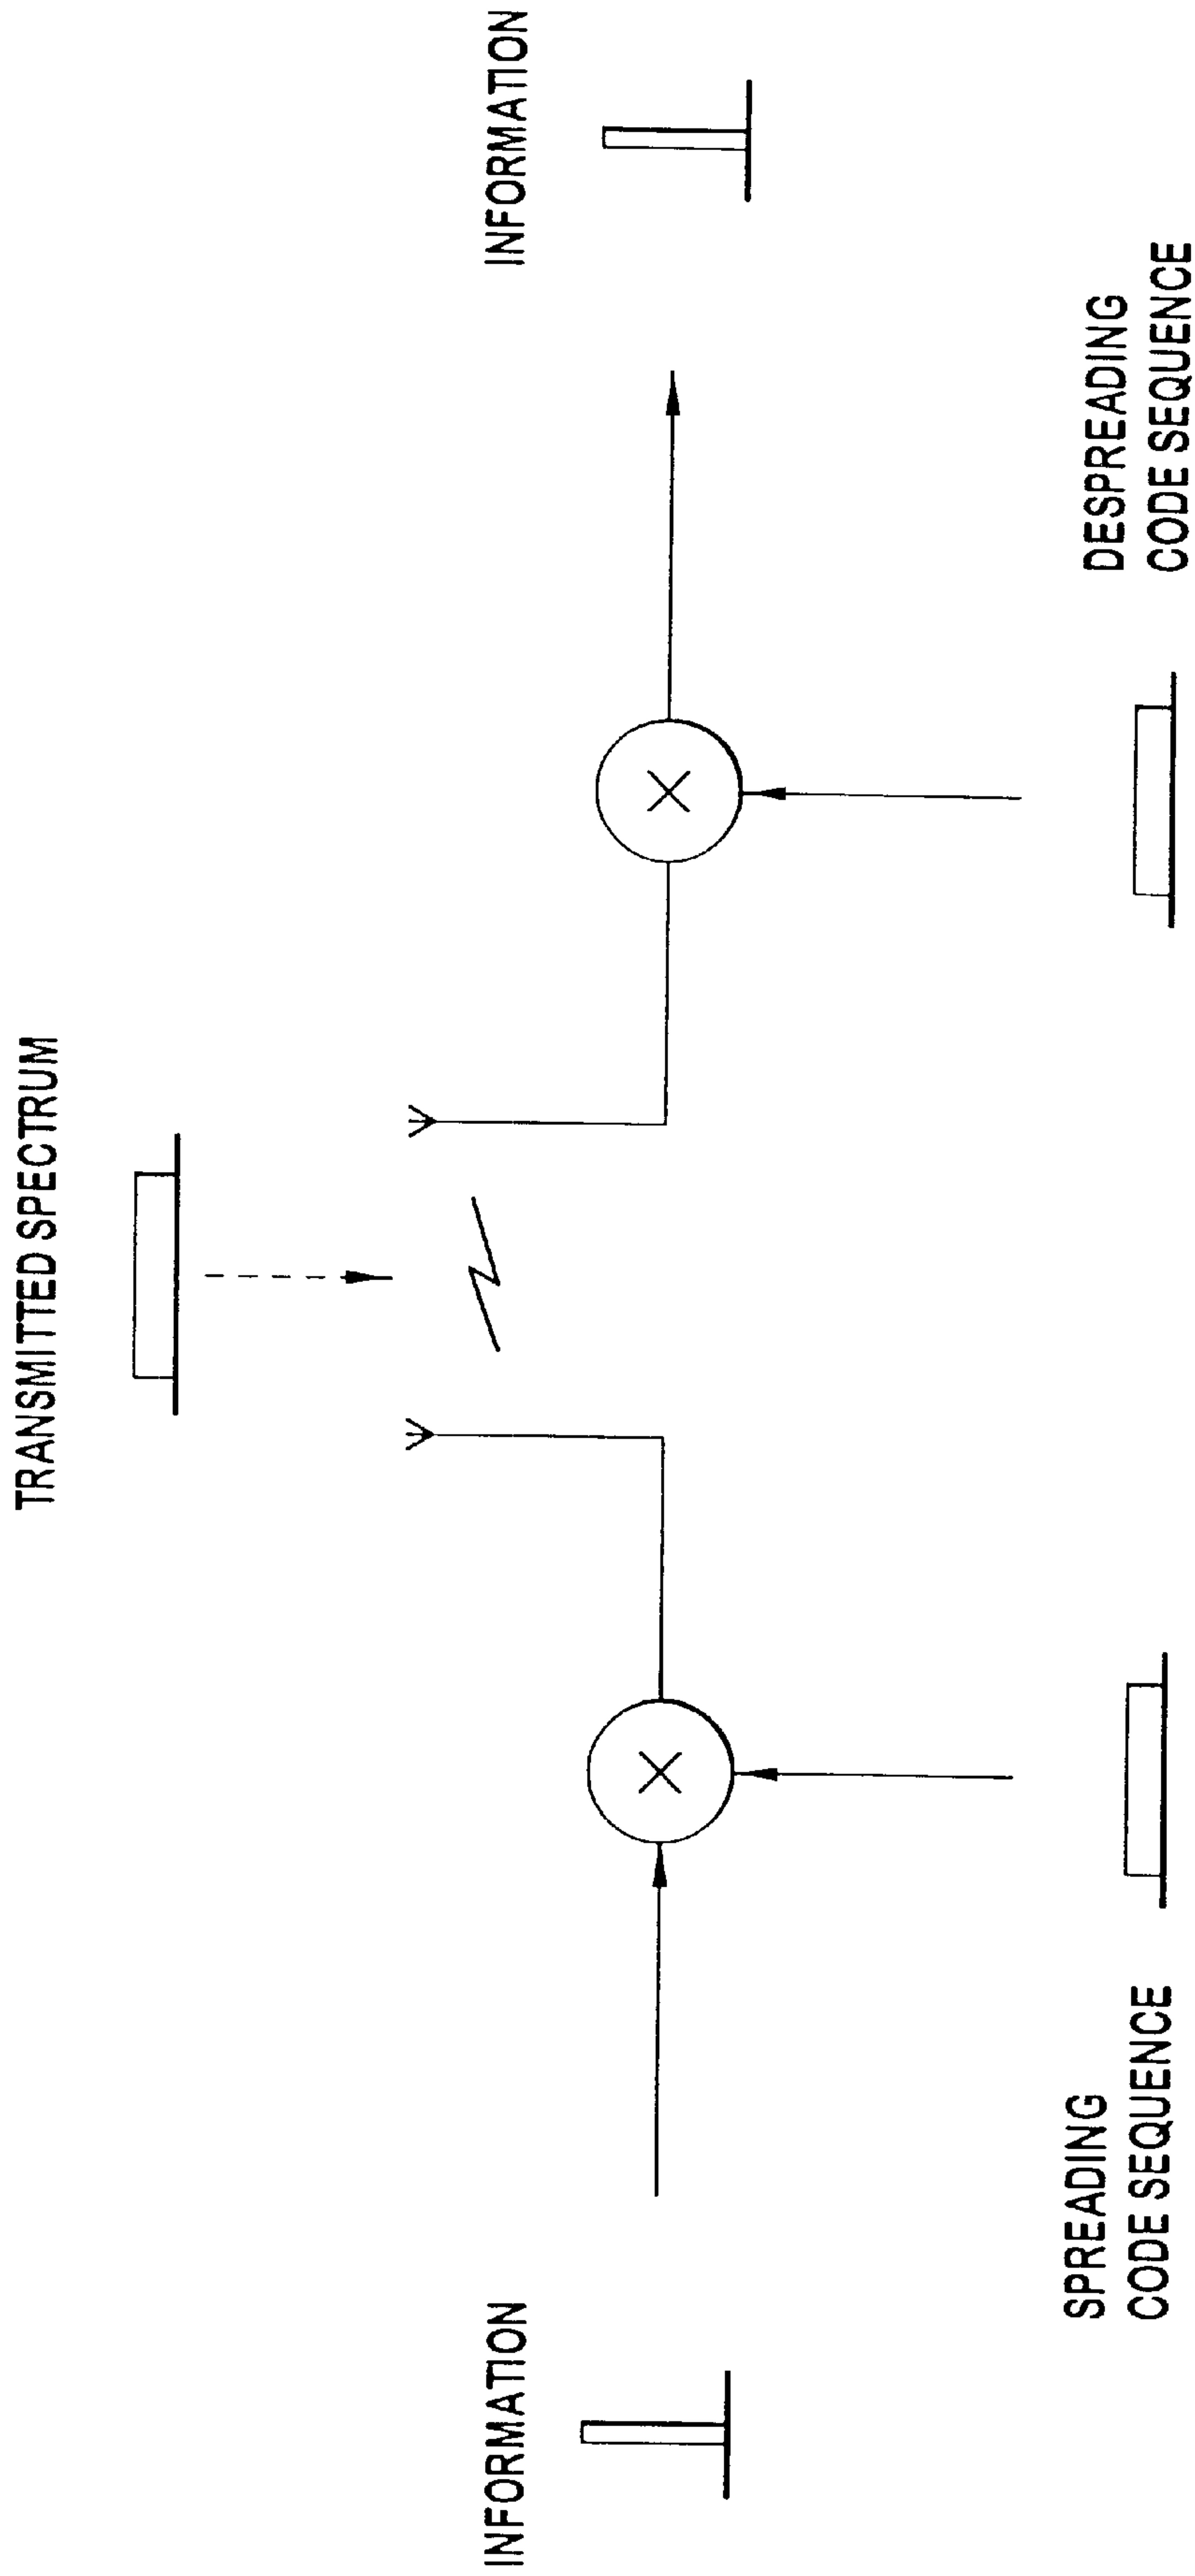 TRANSMITTED SPECTRUM
INFORMATION
INFORMATION
SPREADING
CODE SEQUENCE
DESPREADING
CODE SEQUENCE